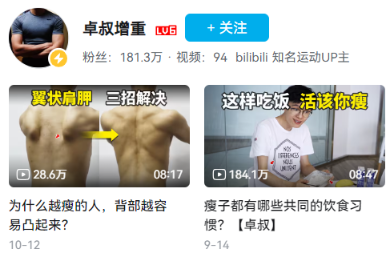 卓叔增重 LV6
+ 关注
粉丝：181.3万 · 视频：94 bilibili 知名运动UP主
翼状肩胛 三招解决
28.6万 08:17
为什么越瘦的人，背部越容
易凸起来？
10-12
这样吃饭 活该你瘦
NOS
INDIFFERENCES
184.1万 08:47
瘦子都有哪些共同的饮食习
惯？【卓叔】
9-14